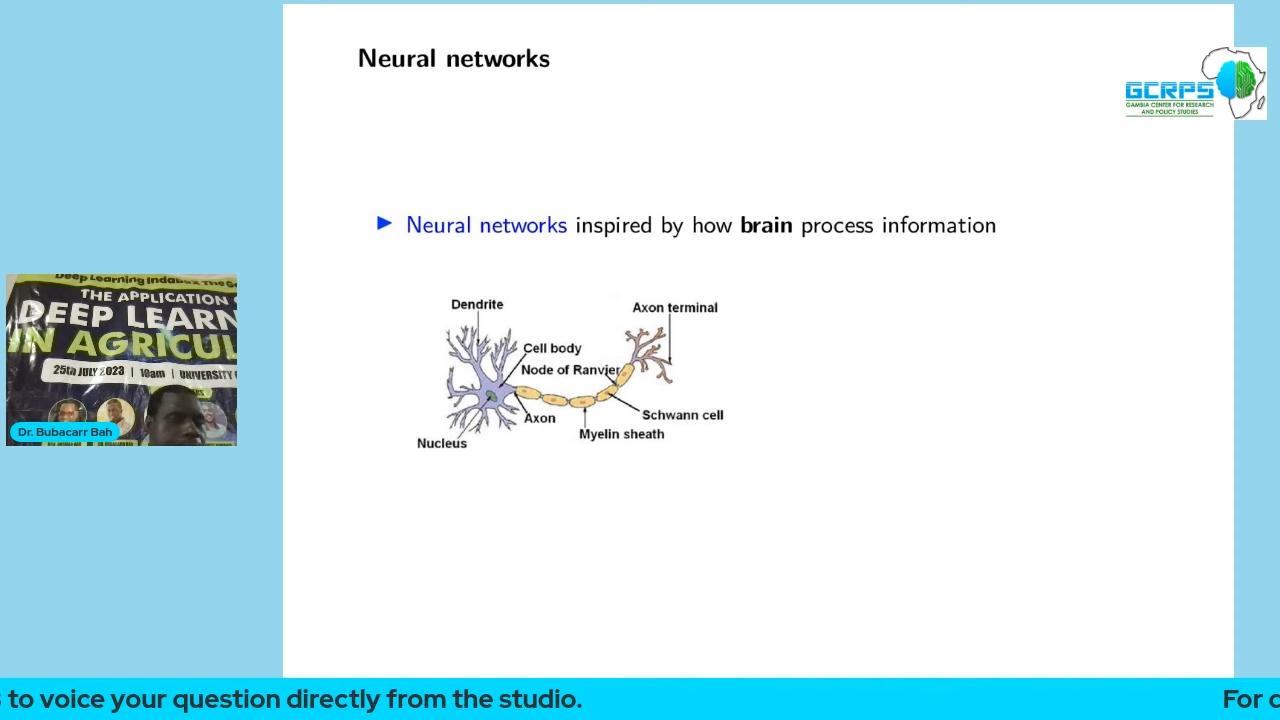 Neural networks
GCRPS
GAMBIA CENTER FOR RESEARCH
AND POLICY STUDIES
Neural networks inspired by how brain process information
Dendrite
Axon terminal
Cell body
Node of Ranvier
Axon
Schwann cell
Myelin sheath
Nucleus
Deep Learning
THE APPLICATION
DEEP LEARN
IN AGRICUL
25th JULY 2023 | 10am | UNIVERSITY
Dr. Bubacarr Bah
to voice your question directly from the studio.
For